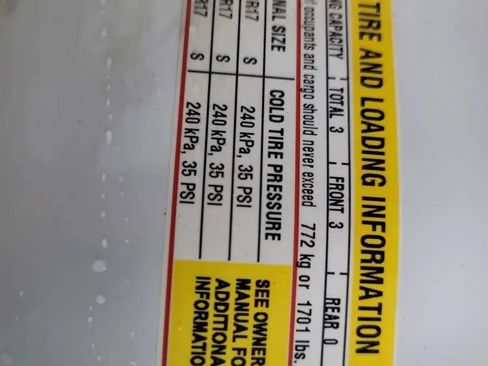 TIRE AND LOADING INFORMATION
NG CAPACITY TOTAL 3 FRONT 3 REAR 0
of occupants and cargo should never exceed 772 kg or 1701 lbs.
NAL SIZE COLD TIRE PRESSURE
R17 S 240 kPa, 35 PSI
R17 S 240 kPa, 35 PSI
R17 S 240 kPa, 35 PSI
SEE OWNER
MANUAL FO
ADDITIONA
INFORMATIO